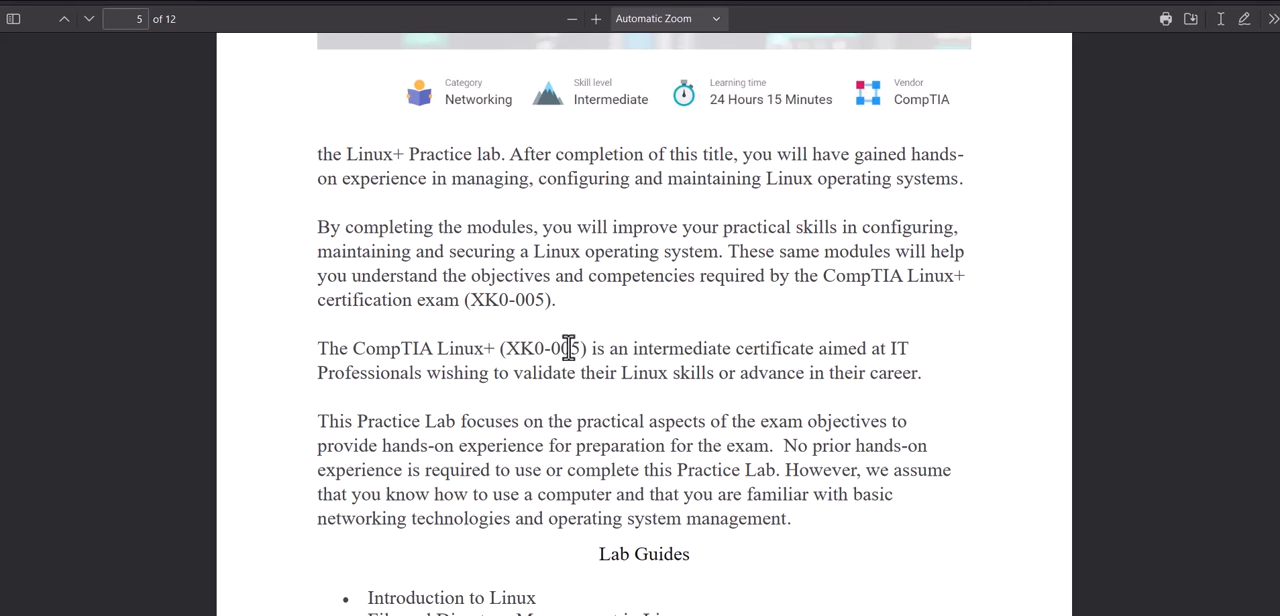 5 of 12
Automatic Zoom
Category
Networking
Skill level
Intermediate
Learning time
24 Hours 15 Minutes
Vendor
CompTIA
the Linux+ Practice lab. After completion of this title, you will have gained hands-
on experience in managing, configuring and maintaining Linux operating systems.
By completing the modules, you will improve your practical skills in configuring,
maintaining and securing a Linux operating system. These same modules will help
you understand the objectives and competencies required by the CompTIA Linux+
certification exam (XK0-005).
The CompTIA Linux+ (XK0-005) is an intermediate certificate aimed at IT
Professionals wishing to validate their Linux skills or advance in their career.
This Practice Lab focuses on the practical aspects of the exam objectives to
provide hands-on experience for preparation for the exam.  No prior hands-on
experience is required to use or complete this Practice Lab. However, we assume
that you know how to use a computer and that you are familiar with basic
networking technologies and operating system management.
Lab Guides
• Introduction to Linux